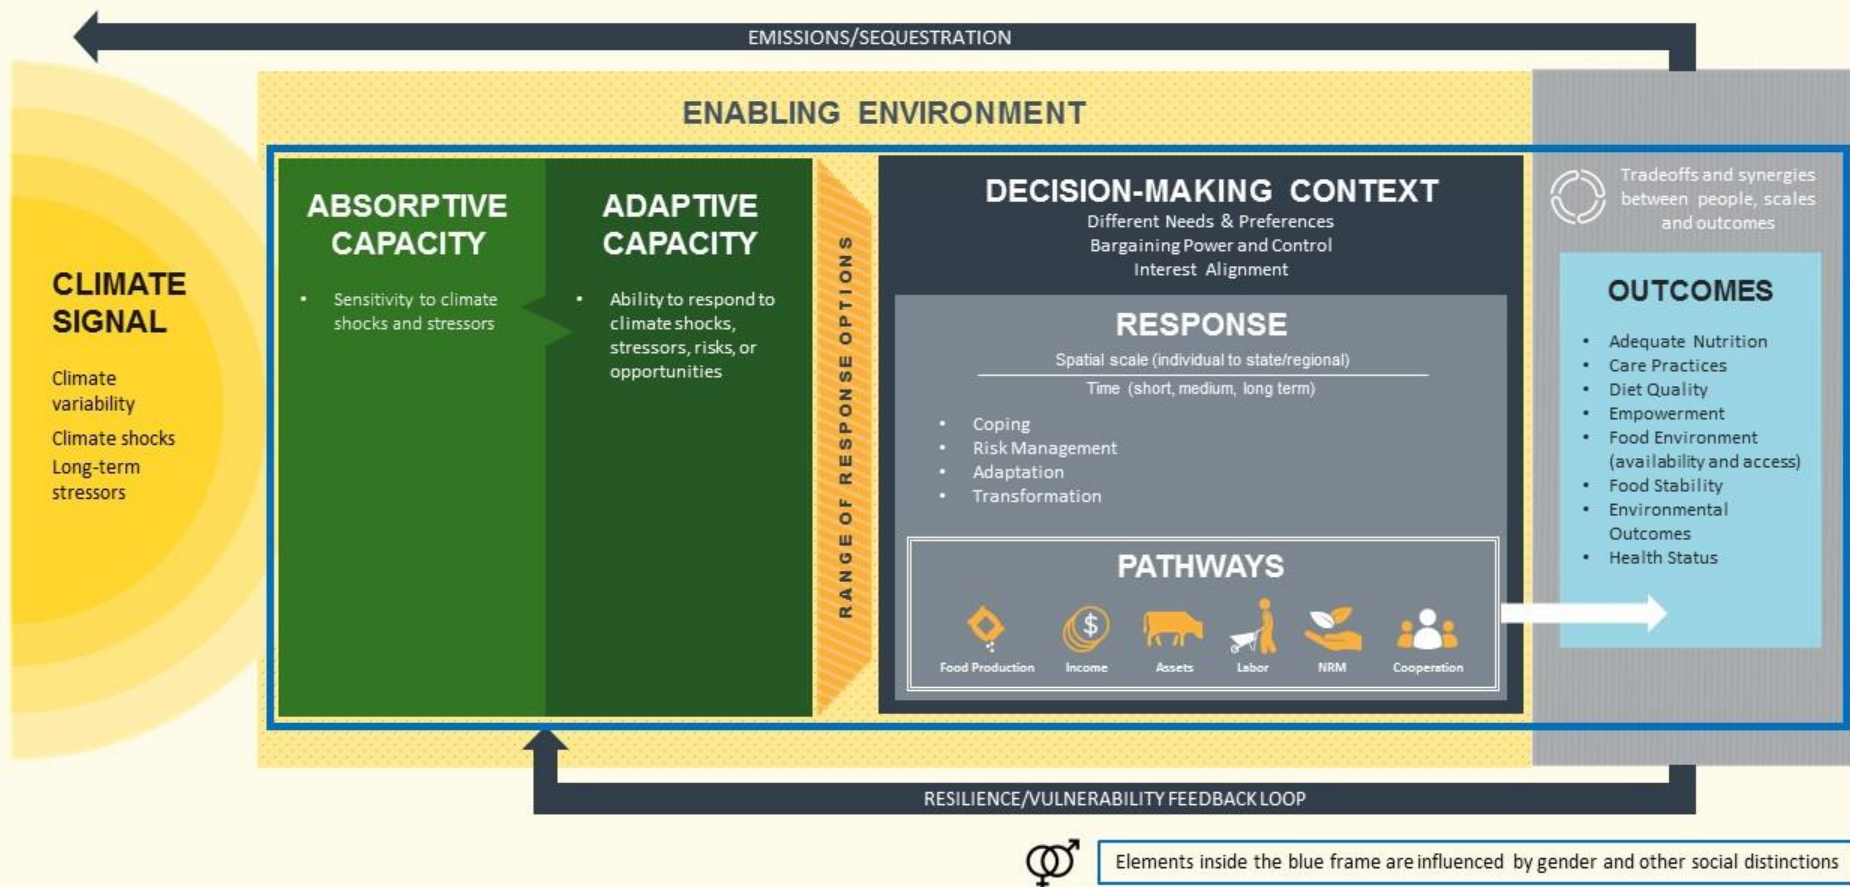 EMISSIONS/SEQUESTRATION
ENABLING ENVIRONMENT
CLIMATE
SIGNAL
Climate
variability
Climate shocks
Long-term
stressors
ABSORPTIVE
CAPACITY
• Sensitivity to climate
shocks and stressors
ADAPTIVE
CAPACITY
• Ability to respond to
climate shocks,
stressors, risks, or
opportunities
RANGE OF RESPONSE OPTIONS
DECISION-MAKING CONTEXT
Different Needs & Preferences
Bargaining Power and Control
Interest Alignment
RESPONSE
Spatial scale (individual to state/regional)
Time (short, medium, long term)
• Coping
• Risk Management
• Adaptation
• Transformation
PATHWAYS
$
Food Production
Income
Assets
Labor
NRM
Cooperation
Tradeoffs and synergies
between people, scales
and outcomes
OUTCOMES
• Adequate Nutrition
• Care Practices
• Diet Quality
• Empowerment
• Food Environment
(availability and access)
• Food Stability
• Environmental
Outcomes
• Health Status
RESILIENCE/VULNERABILITY FEEDBACK LOOP
Elements inside the blue frame are influenced by gender and other social distinctions